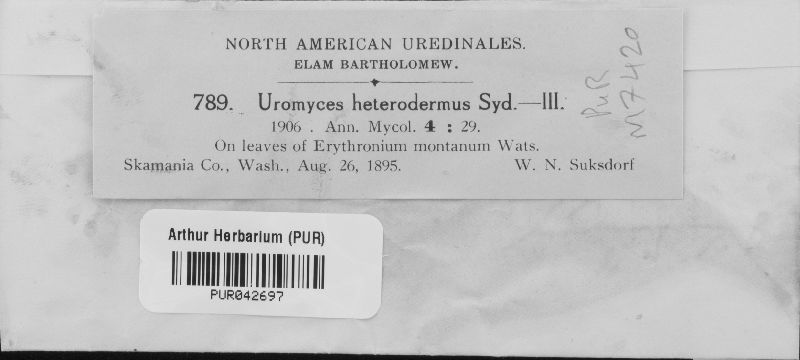 NORTH AMERICAN UREDINALES.
ELAM BARTHOLOMEW.
789. Uromyces heterodermus Syd.—III.
1906 . Ann. Mycol. 4 : 29.
On leaves of Erythronium montanum Wats.
Skamania Co., Wash., Aug. 26, 1895. W. N. Suksdorf
PUR
M7420
Arthur Herbarium (PUR)
PUR042697